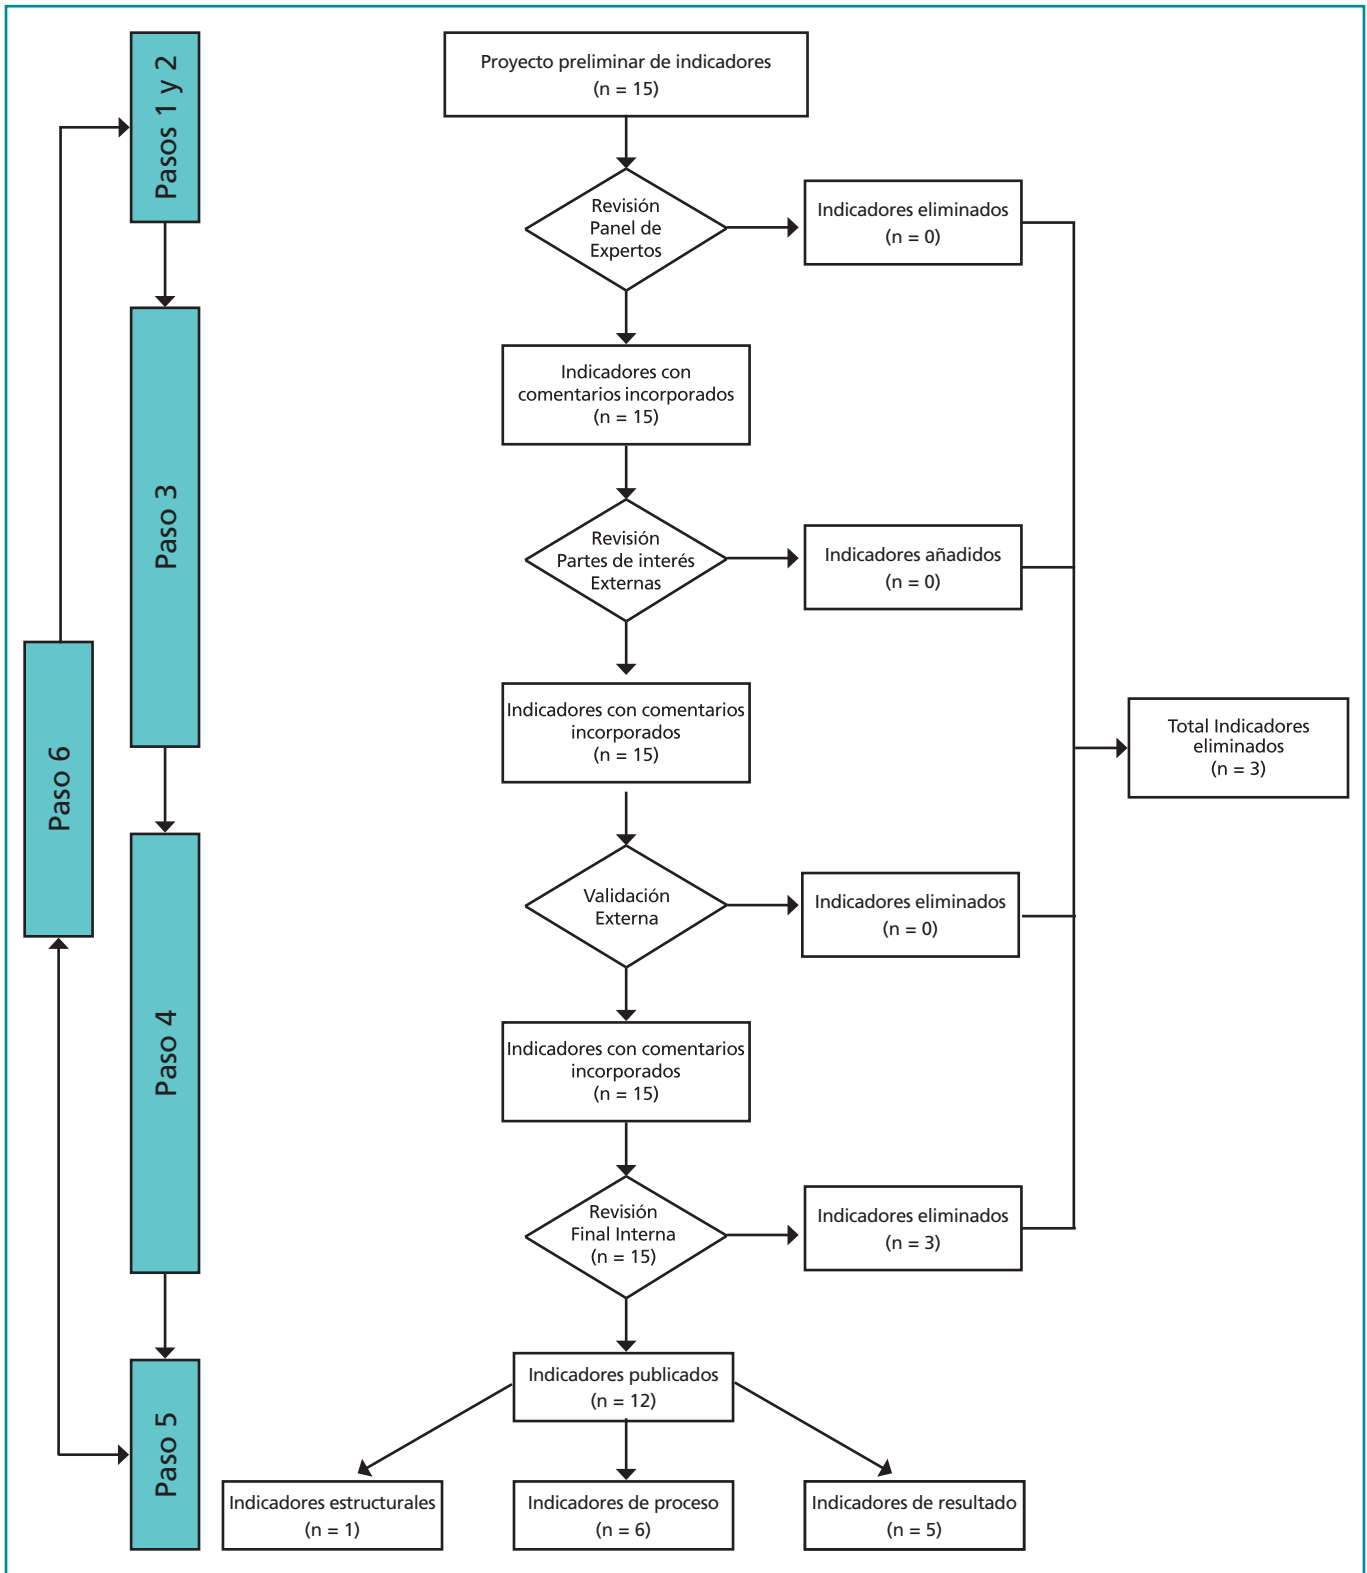 Pasos 1 y 2
Paso 3
Paso 6
Paso 4
Paso 5
Proyecto preliminar de indicadores
(n = 15)
Revisión
Panel de
Expertos
Indicadores eliminados
(n = 0)
Indicadores con
comentarios incorporados
(n = 15)
Revisión
Partes de interés
Externas
Indicadores añadidos
(n = 0)
Indicadores con comentarios
incorporados
(n = 15)
Total Indicadores
eliminados
(n = 3)
Validación
Externa
Indicadores eliminados
(n = 0)
Indicadores con comentarios
incorporados
(n = 15)
Revisión
Final Interna
(n = 15)
Indicadores eliminados
(n = 3)
Indicadores publicados
(n = 12)
Indicadores estructurales
(n = 1)
Indicadores de proceso
(n = 6)
Indicadores de resultado
(n = 5)